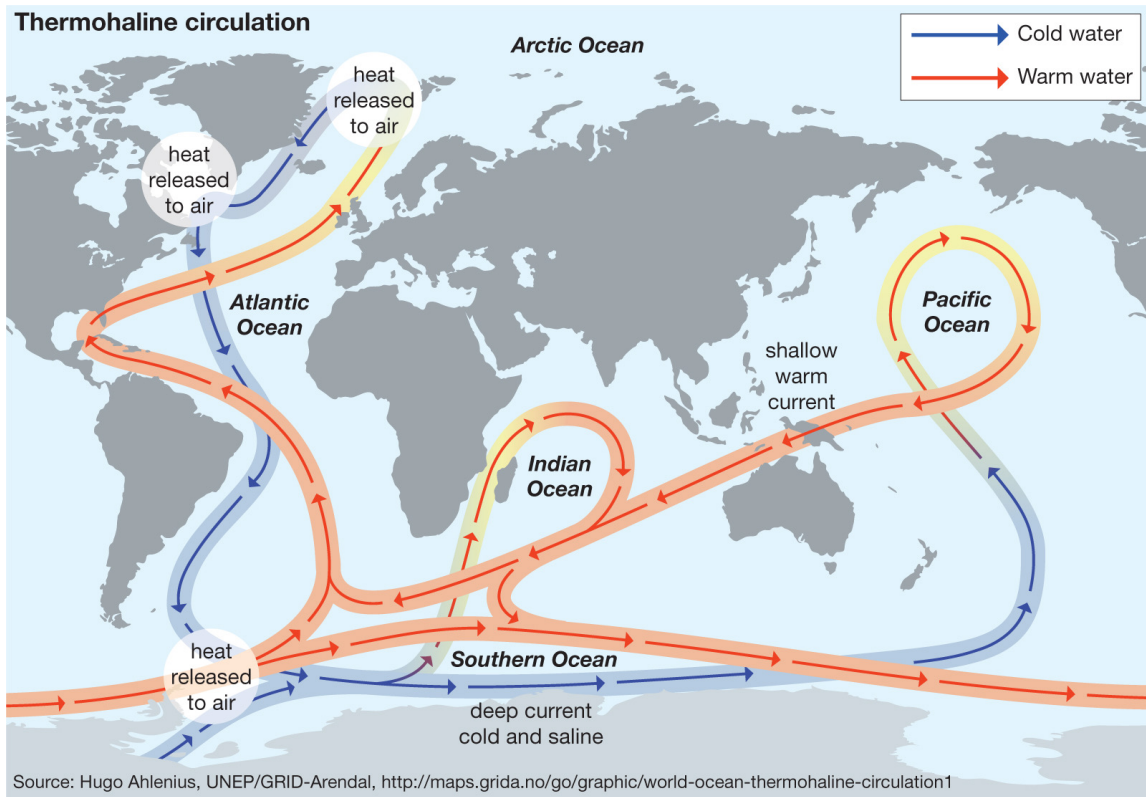 Thermohaline circulation
Arctic Ocean
Cold water
Warm water
heat
released
to air
heat
released
to air
Atlantic
Ocean
Pacific
Ocean
shallow
warm
current
Indian
Ocean
heat
released
to air
Southern Ocean
deep current
cold and saline
Source: Hugo Ahlenius, UNEP/GRID-Arendal, http://maps.grida.no/go/graphic/world-ocean-thermohaline-circulation1